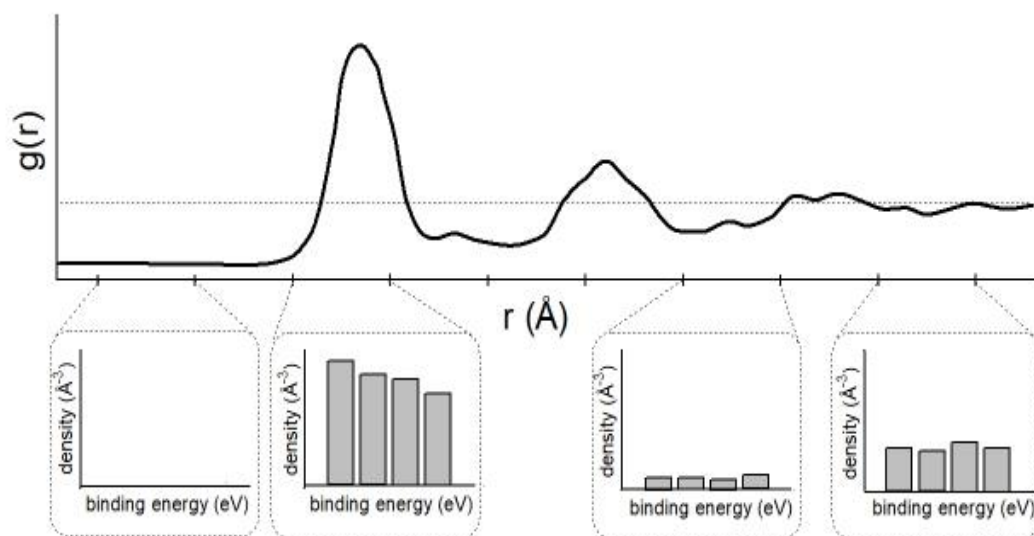 g(r)
r (Å)
density (Å⁻³)
binding energy (eV)
density (Å⁻³)
binding energy (eV)
density (Å⁻³)
binding energy (eV)
density (Å⁻³)
binding energy (eV)